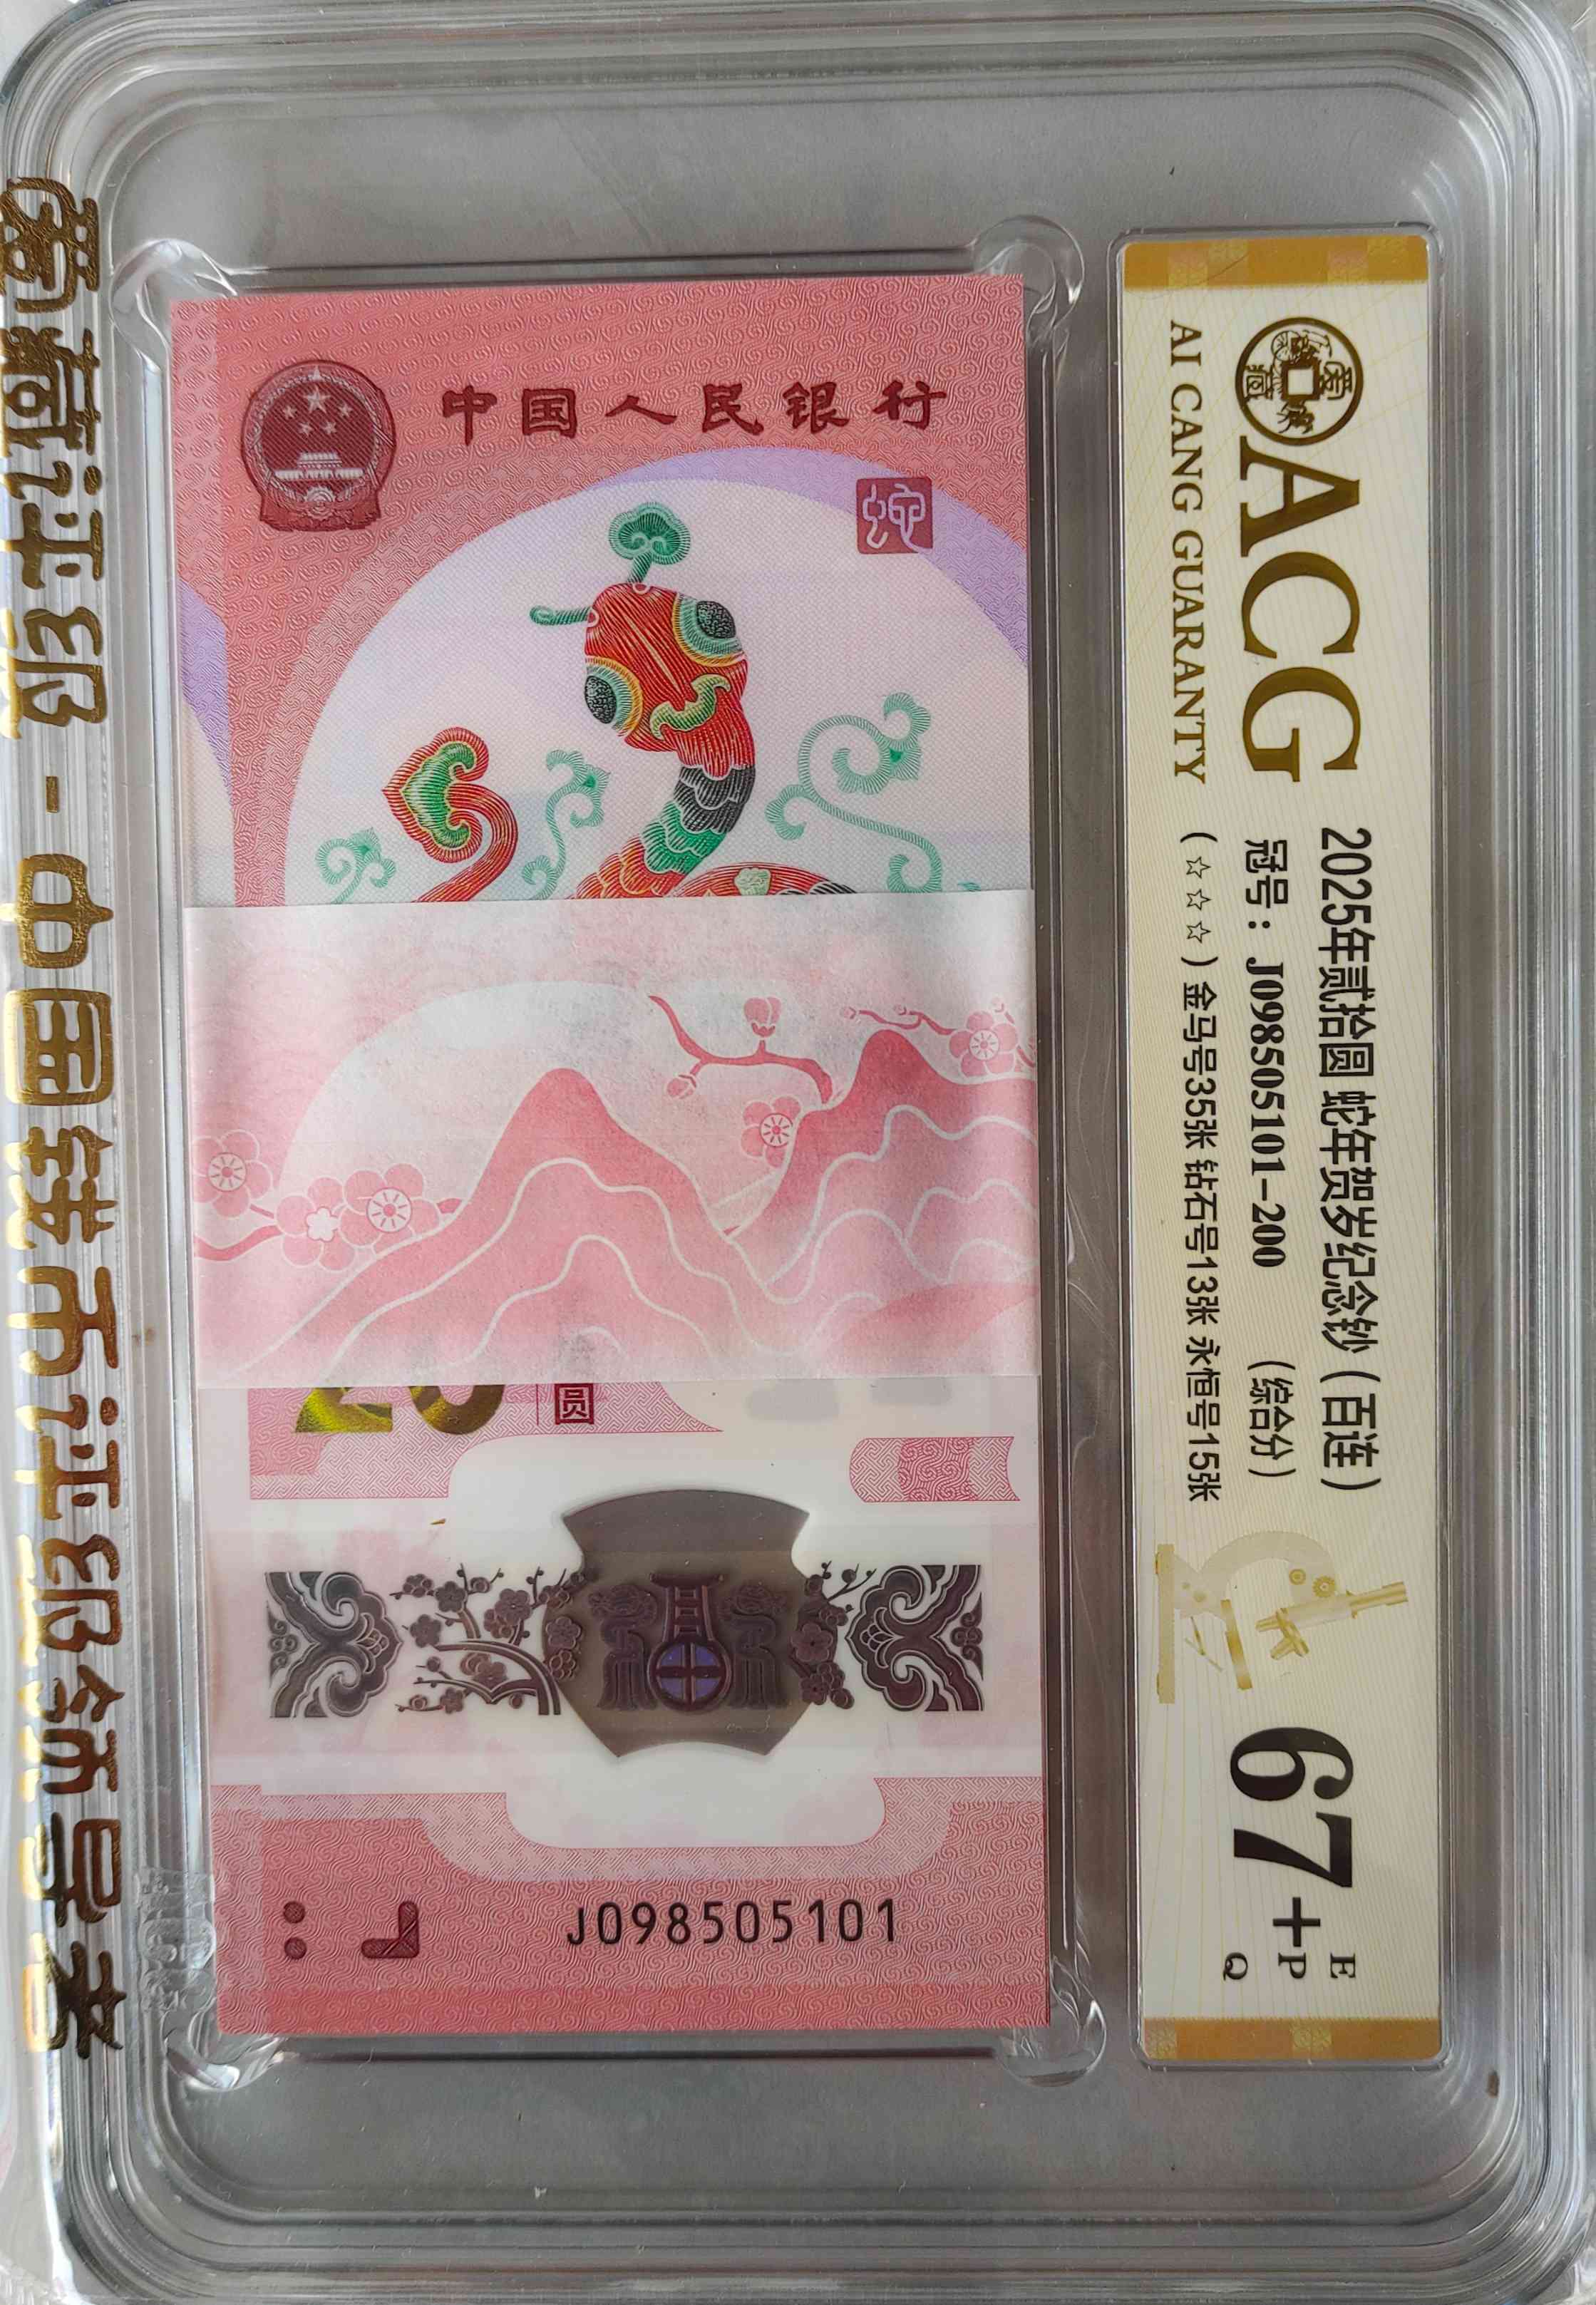 中国人民银行
蛇
20
圆
J098505101
ACG
AI CANG GUARANTY
2025年贰拾圆 蛇年贺岁纪念钞（百连）
冠号：J098505101-200 （综合分）
（☆☆☆）金马号35张 钻石号13张 永恒号15张
67+
E
P
Q
爱藏评级-中国钱币评级领导者